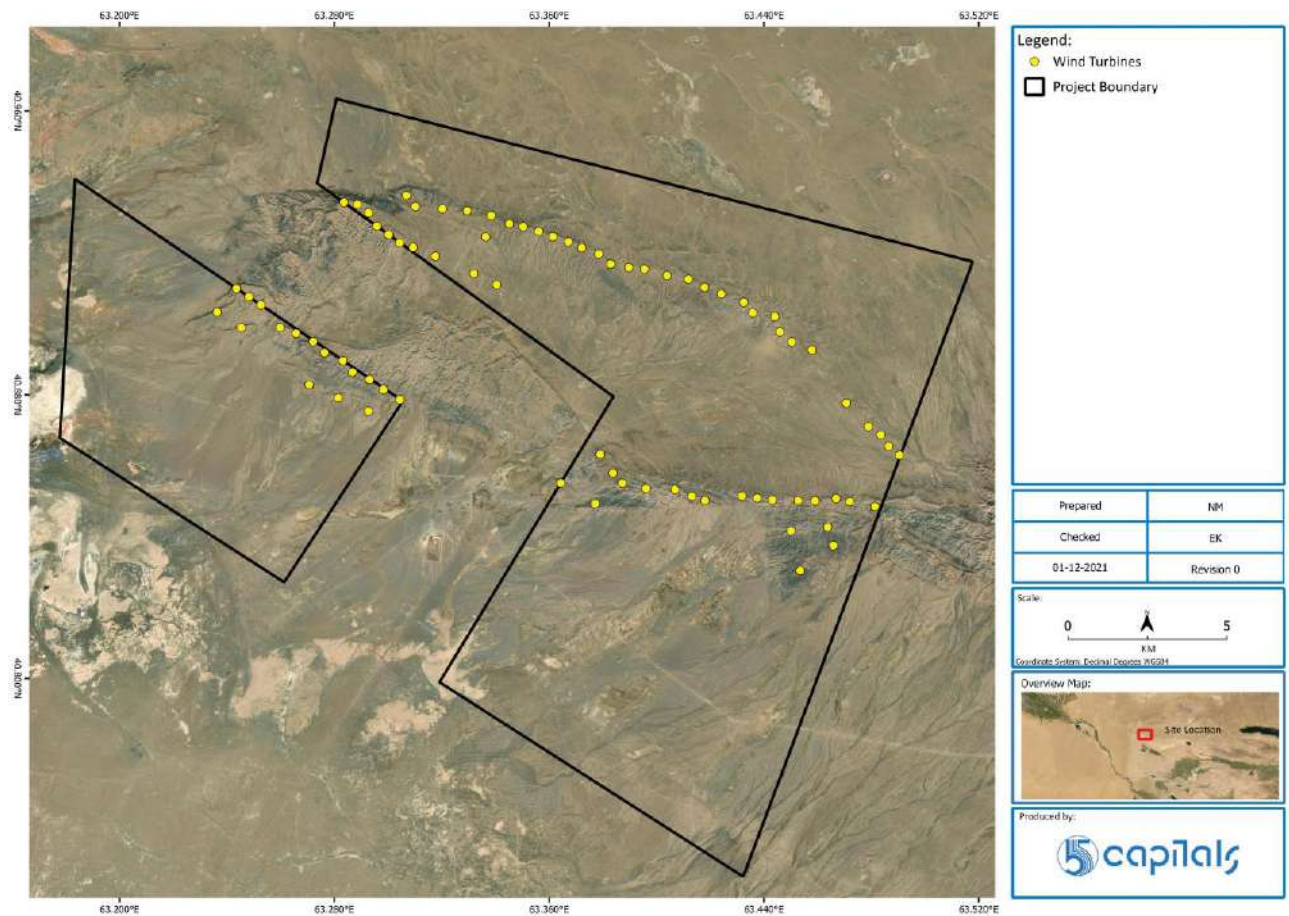 63.200°E 63.280°E 63.360°E 63.440°E 63.520°E
40.960°N
40.880°N
40.800°N
63.200°E 63.280°E 63.360°E 63.440°E 63.520°E
Legend:
Wind Turbines
Project Boundary
Prepared NM
Checked EK
01-12-2021 Revision 0
Scale:
N
0 5
KM
Coordinate System: Decimal Degrees WGS84
Overview Map:
Site Location
Produced by:
5 capitals